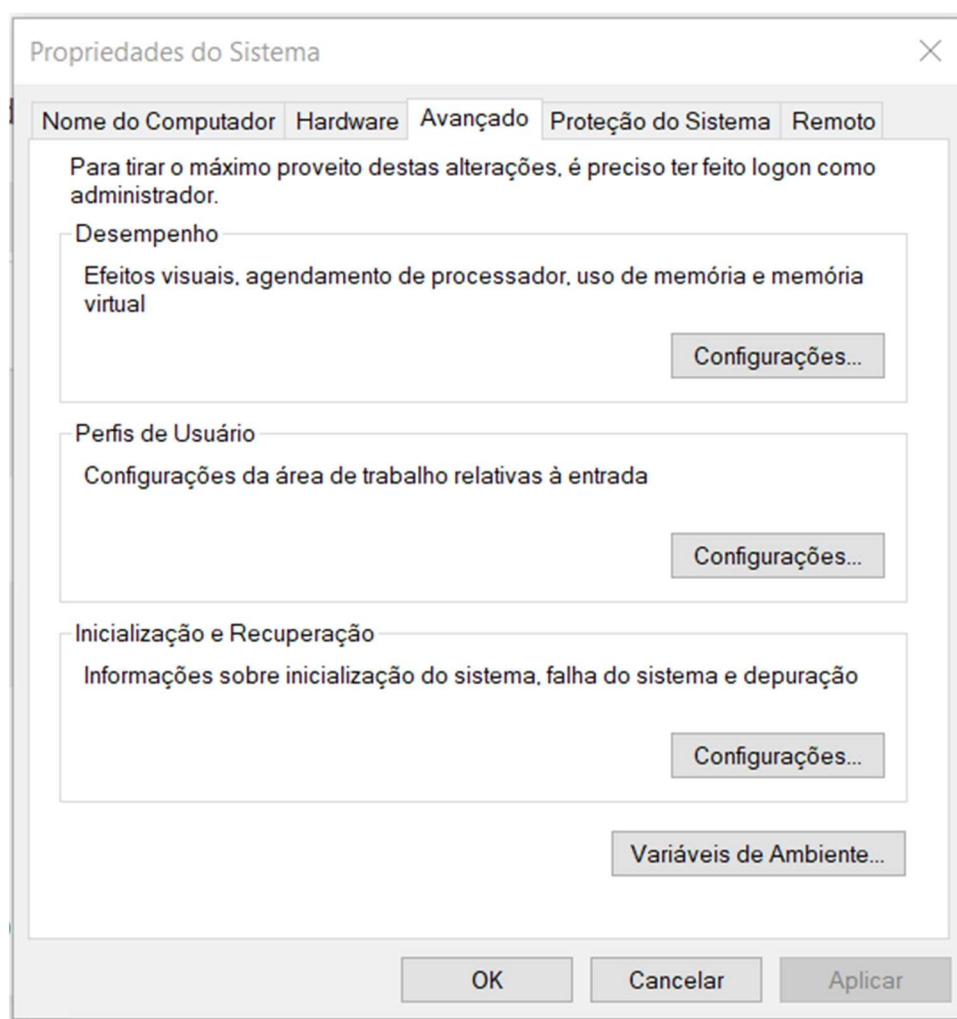 Propriedades do Sistema
Nome do Computador Hardware Avançado Proteção do Sistema Remoto
Para tirar o máximo proveito destas alterações, é preciso ter feito logon como
administrador.
Desempenho
Efeitos visuais, agendamento de processador, uso de memória e memória
virtual
Configurações...
Perfis de Usuário
Configurações da área de trabalho relativas à entrada
Configurações...
Inicialização e Recuperação
Informações sobre inicialização do sistema, falha do sistema e depuração
Configurações...
Variáveis de Ambiente...
OK Cancelar Aplicar